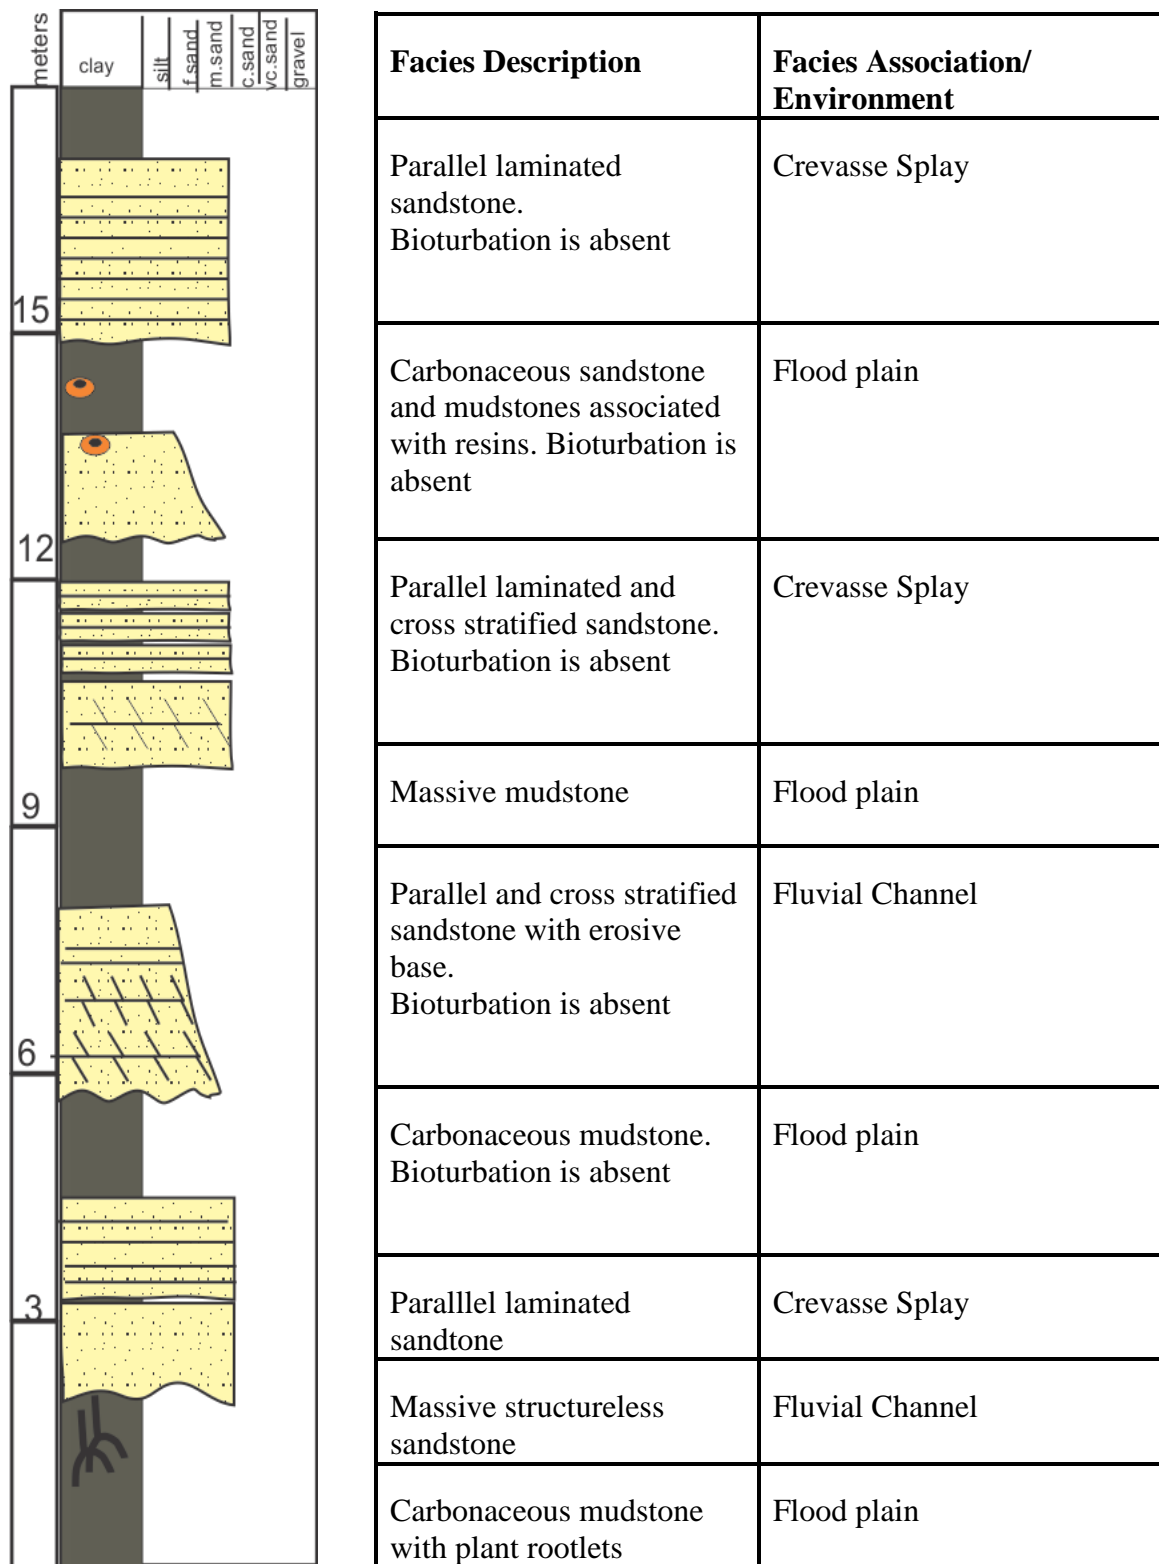 meters
clay
silt
f.sand
m.sand
c.sand
vc.sand
gravel
15
12
9
6
3
Facies Description
Facies Association/
Environment
Parallel laminated
sandstone.
Bioturbation is absent
Crevasse Splay
Carbonaceous sandstone
and mudstones associated
with resins. Bioturbation is
absent
Flood plain
Parallel laminated and
cross stratified sandstone.
Bioturbation is absent
Crevasse Splay
Massive mudstone
Flood plain
Parallel and cross stratified
sandstone with erosive
base.
Bioturbation is absent
Fluvial Channel
Carbonaceous mudstone.
Bioturbation is absent
Flood plain
Paralllel laminated
sandtone
Crevasse Splay
Massive structureless
sandstone
Fluvial Channel
Carbonaceous mudstone
with plant rootlets
Flood plain